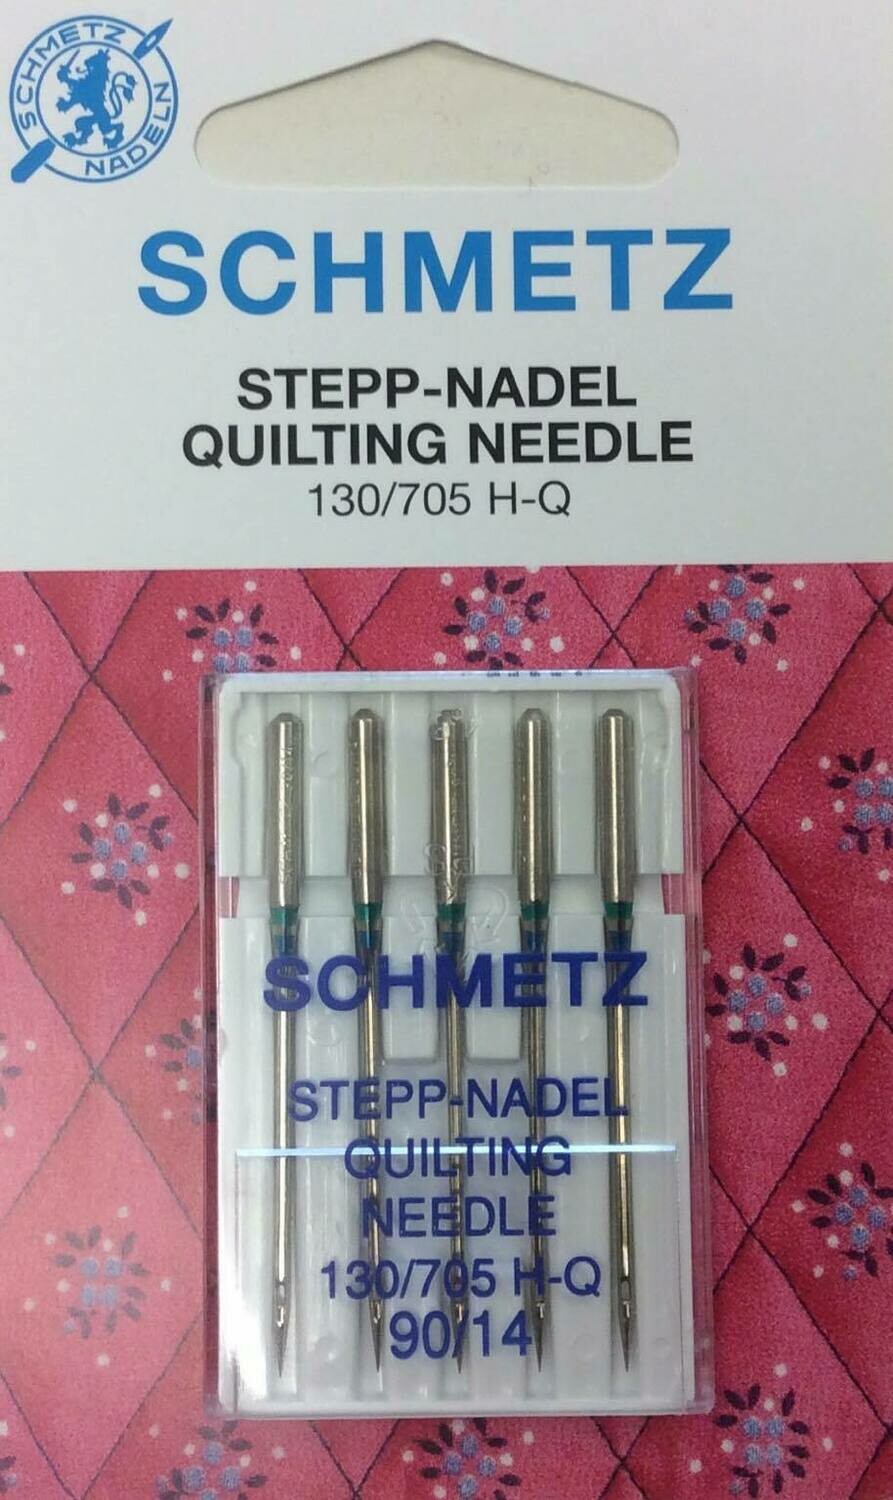 SCHMETZ
NADELN
SCHMETZ
STEPP-NADEL
QUILTING NEEDLE
130/705 H-Q
SCHMETZ
STEPP-NADEL
QUILTING
NEEDLE
130/705 H-Q
90/14